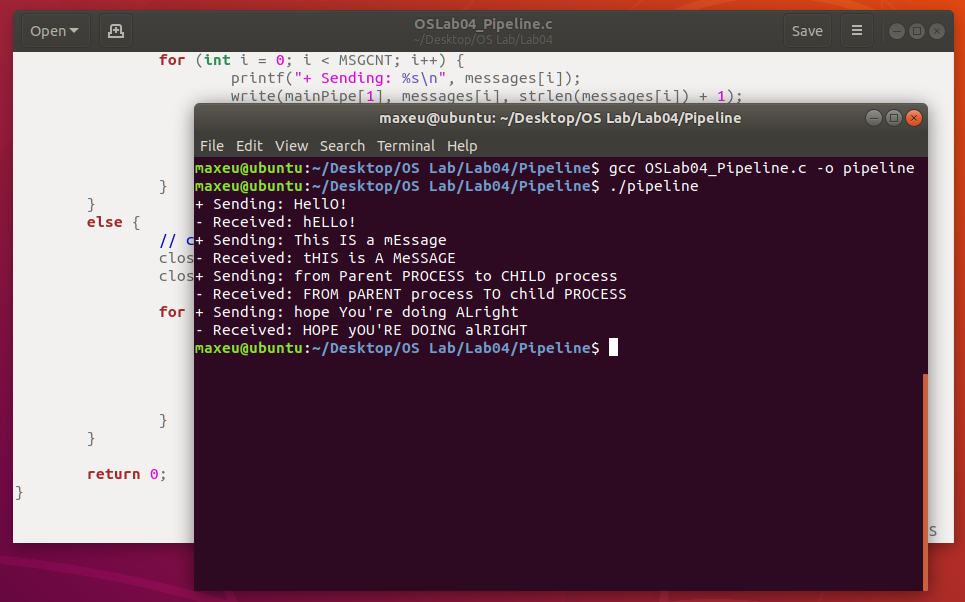 Open
OSLab04_Pipeline.c
~/Desktop/OS Lab/Lab04
Save
for (int i = 0; i < MSGCNT; i++) {
printf("+ Sending: %s\n", messages[i]);
write(mainPipe[1], messages[i], strlen(messages[i]) + 1);
}
}
else {
// c
clos
clos
for
}
}
return 0;
}
S
maxeu@ubuntu: ~/Desktop/OS Lab/Lab04/Pipeline
File Edit View Search Terminal Help
maxeu@ubuntu:~/Desktop/OS Lab/Lab04/Pipeline$ gcc OSLab04_Pipeline.c -o pipeline
maxeu@ubuntu:~/Desktop/OS Lab/Lab04/Pipeline$ ./pipeline
+ Sending: HellO!
- Received: hELLo!
+ Sending: This IS a mEssage
- Received: tHIS is A MeSSAGE
+ Sending: from Parent PROCESS to CHILD process
- Received: FROM pARENT process TO child PROCESS
+ Sending: hope You're doing ALright
- Received: HOPE yOU'RE DOING alRIGHT
maxeu@ubuntu:~/Desktop/OS Lab/Lab04/Pipeline$